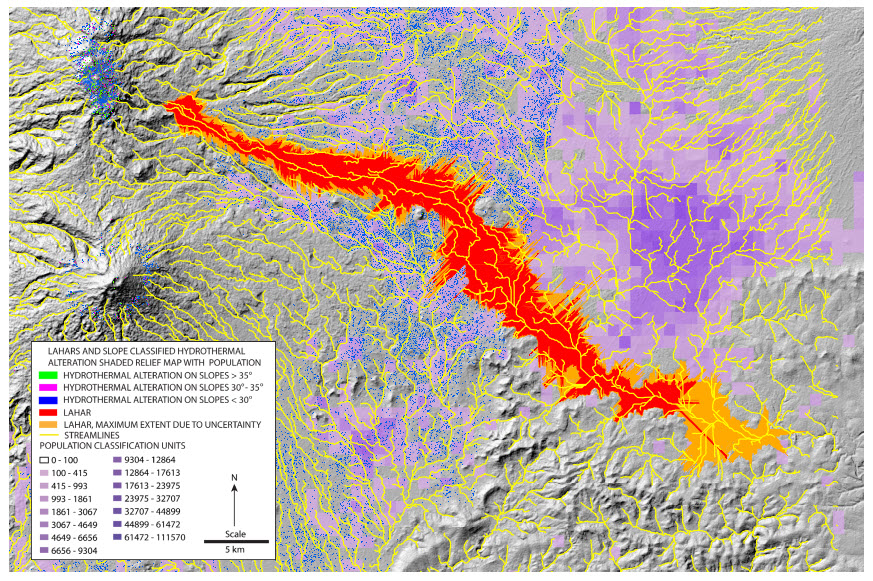 LAHARS AND SLOPE CLASSIFIED HYDROTHERMAL
ALTERATION SHADED RELIEF MAP WITH POPULATION
HYDROTHERMAL ALTERATION ON SLOPES > 35°
HYDROTHERMAL ALTERATION ON SLOPES 30°- 35°
HYDROTHERMAL ALTERATION ON SLOPES < 30°
LAHAR
LAHAR, MAXIMUM EXTENT DUE TO UNCERTAINTY
STREAMLINES
POPULATION CLASSIFICATION UNITS
0 - 100
100 - 415
415 - 993
993 - 1861
1861 - 3067
3067 - 4649
4649 - 6656
6656 - 9304
9304 - 12864
12864 - 17613
17613 - 23975
23975 - 32707
32707 - 44899
44899 - 61472
61472 - 111570
N
Scale
5 km